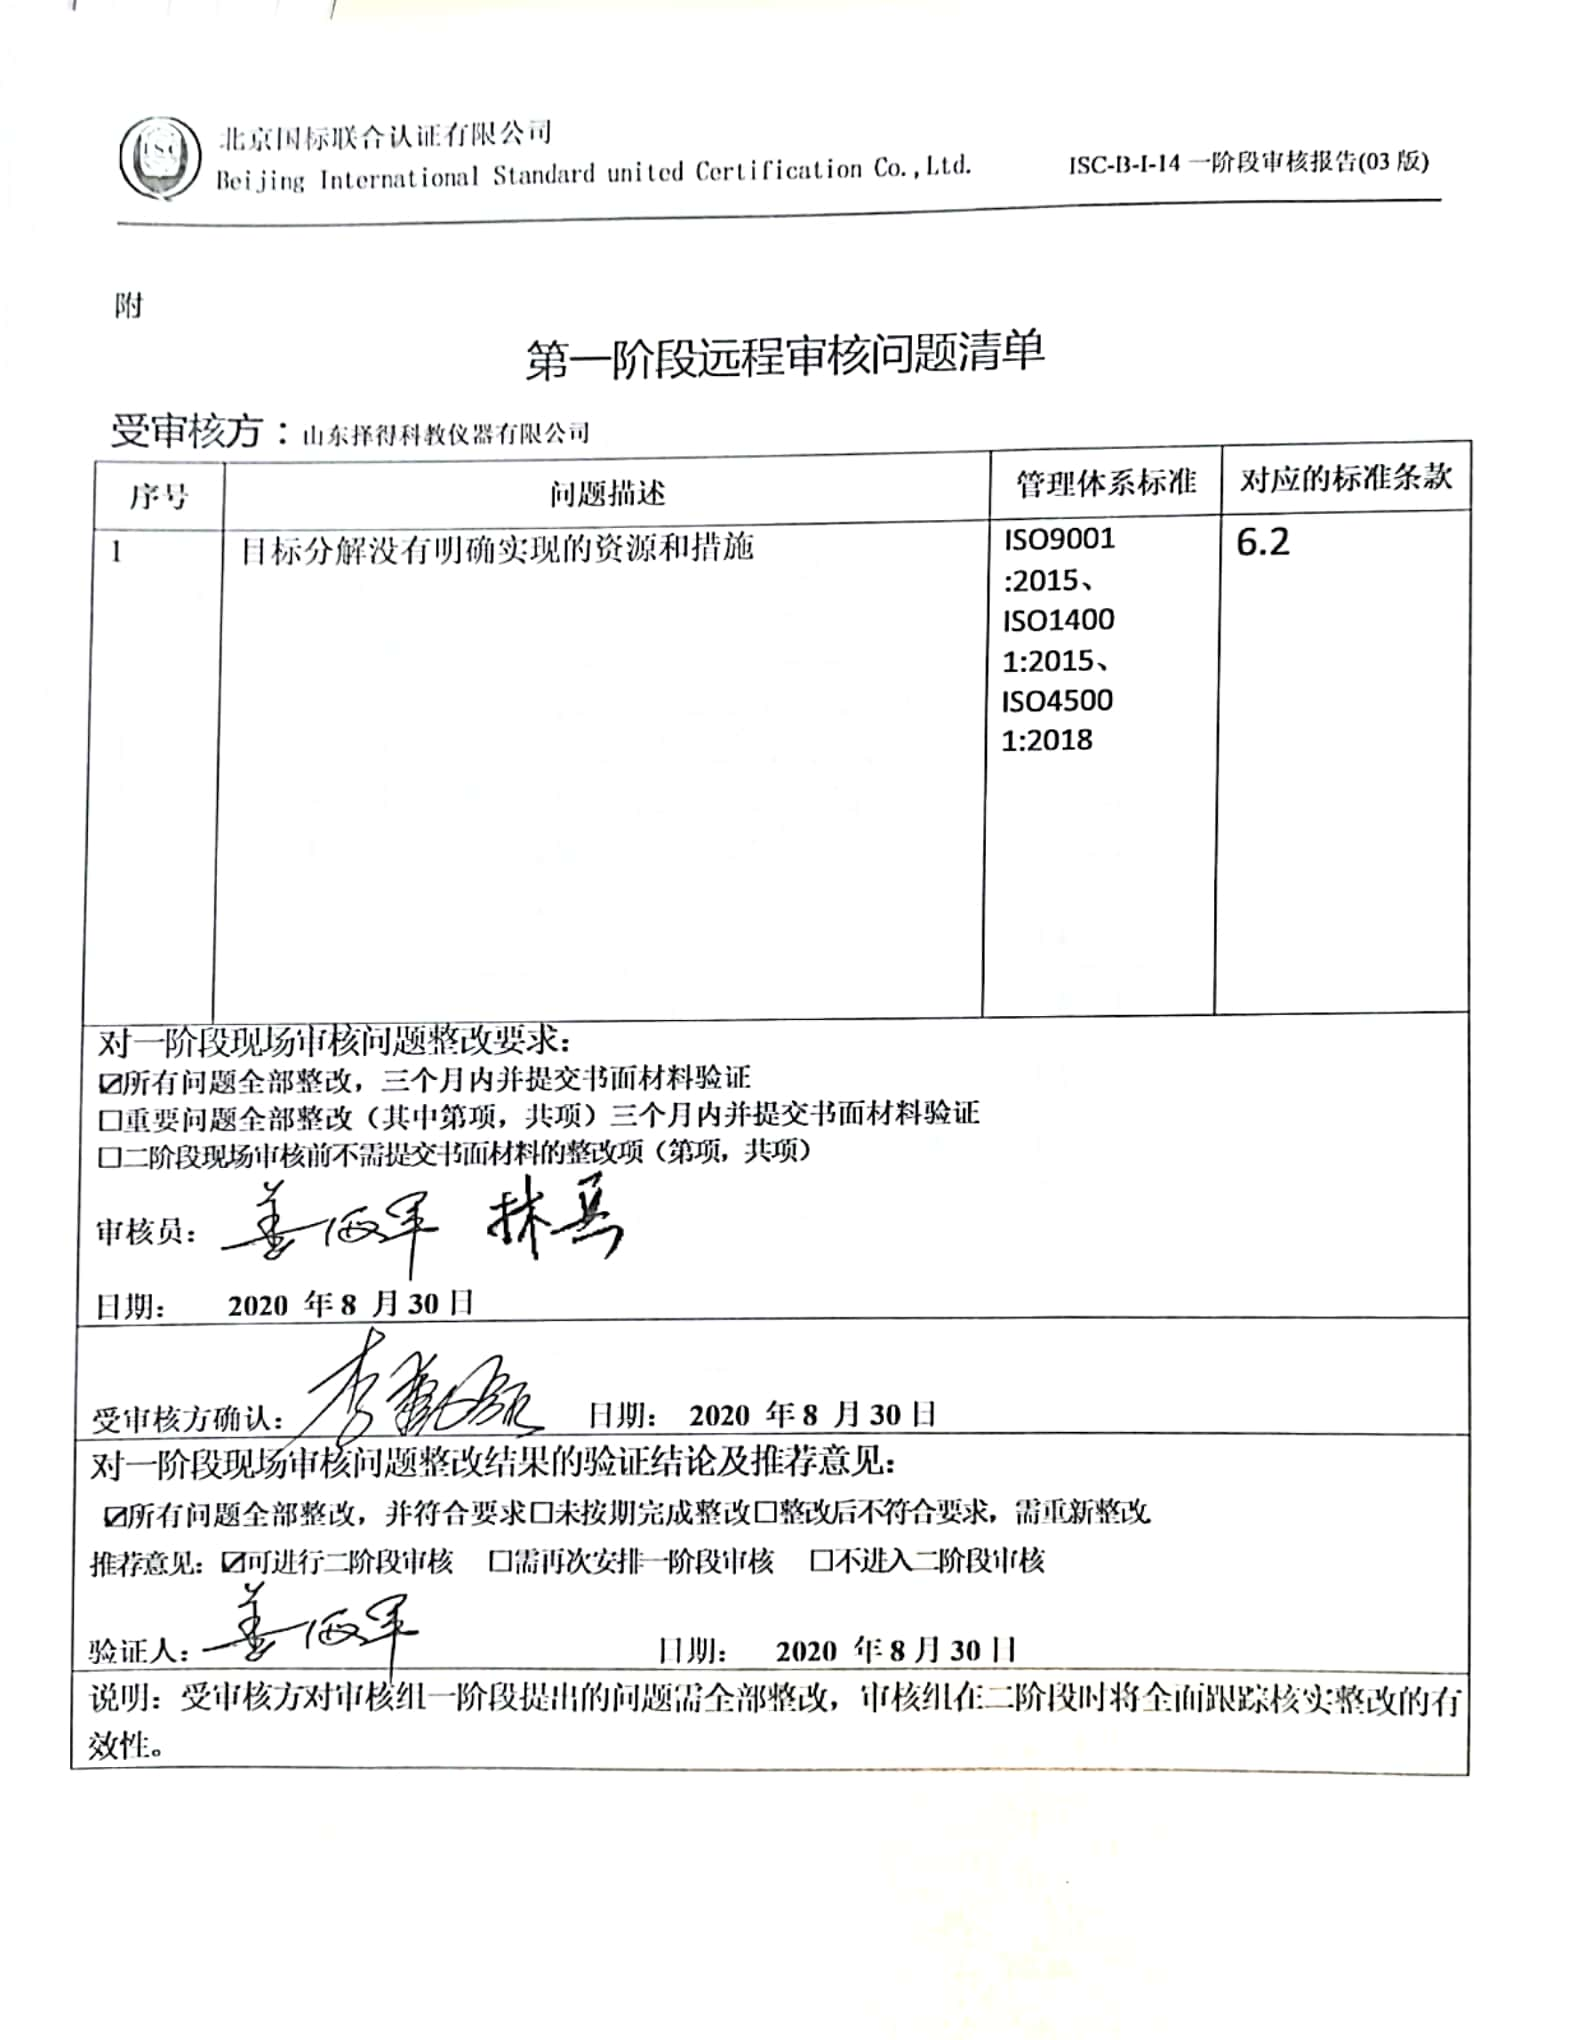 ISC
北京国标联合认证有限公司
Beijing International Standard united Certification Co.,Ltd.
ISC-B-I-14 一阶段审核报告(03 版)
附
第一阶段远程审核问题清单
受审核方：山东择得科教仪器有限公司
序号 问题描述 管理体系标准 对应的标准条款
1 目标分解没有明确实现的资源和措施 ISO9001 6.2
:2015、
ISO1400
1:2015、
ISO4500
1:2018
对一阶段现场审核问题整改要求：
☑所有问题全部整改，三个月内并提交书面材料验证
☐重要问题全部整改（其中第项，共项）三个月内并提交书面材料验证
☐二阶段现场审核前不需提交书面材料的整改项（第项，共项）
审核员： 姜海军
日期： 2020 年 8 月 30 日
受审核方确认： 日期： 2020 年 8 月 30 日
对一阶段现场审核问题整改结果的验证结论及推荐意见：
☑所有问题全部整改，并符合要求☐未按期完成整改☐整改后不符合要求，需重新整改
推荐意见：☑可进行二阶段审核 ☐需再次安排一阶段审核 ☐不进入二阶段审核
验证人： 姜海军 日期： 2020 年 8 月 30 日
说明：受审核方对审核组一阶段提出的问题需全部整改，审核组在二阶段时将全面跟踪核实整改的有
效性。